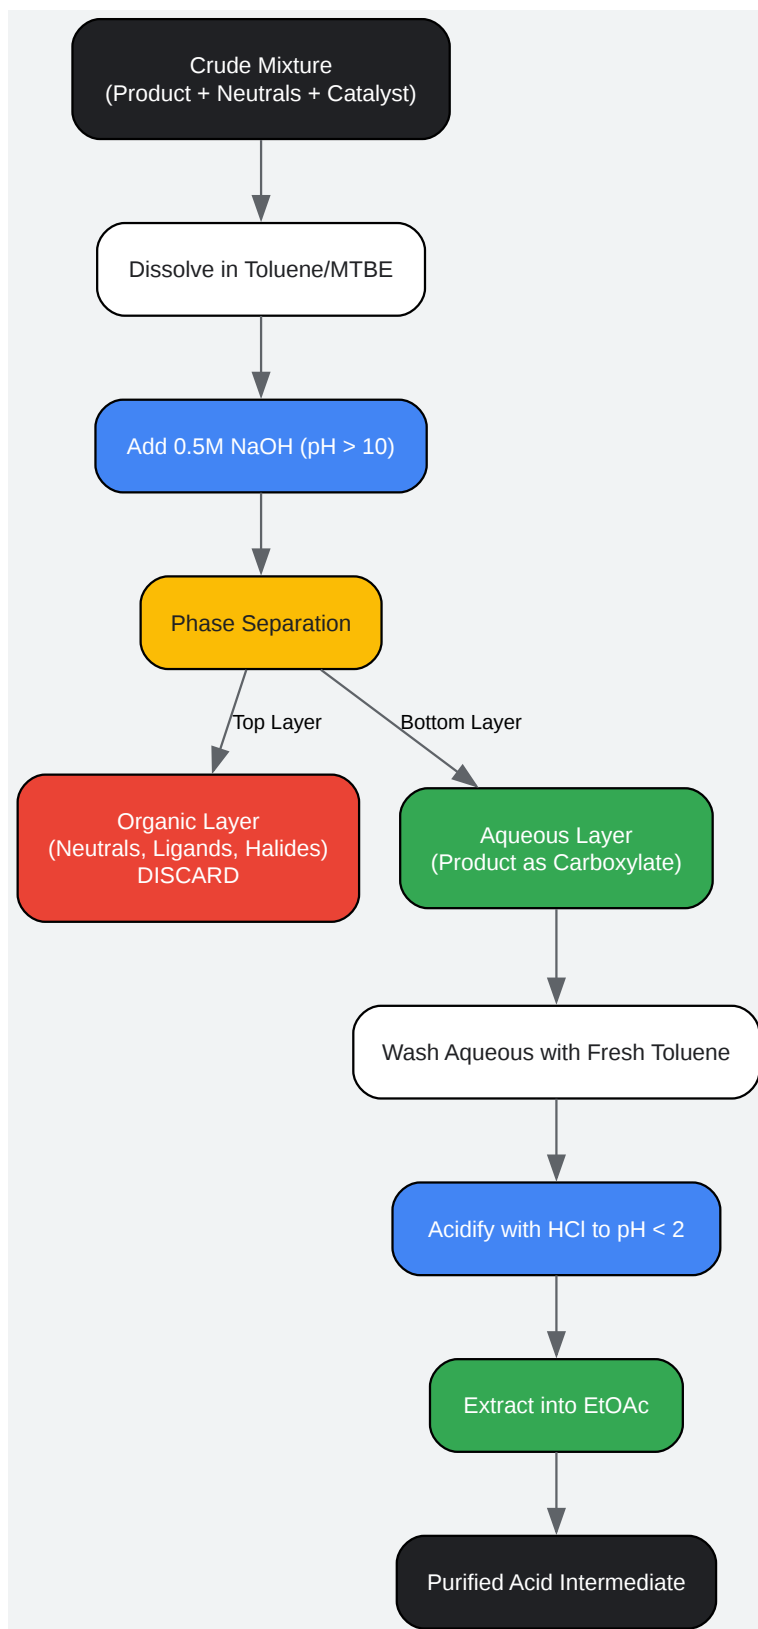 Crude Mixture
(Product + Neutrals + Catalyst)
Dissolve in Toluene/MTBE
Add 0.5M NaOH (pH > 10)
Phase Separation
Top Layer
Bottom Layer
Organic Layer
(Neutrals, Ligands, Halides)
DISCARD
Aqueous Layer
(Product as Carboxylate)
Wash Aqueous with Fresh Toluene
Acidify with HCl to pH < 2
Extract into EtOAc
Purified Acid Intermediate